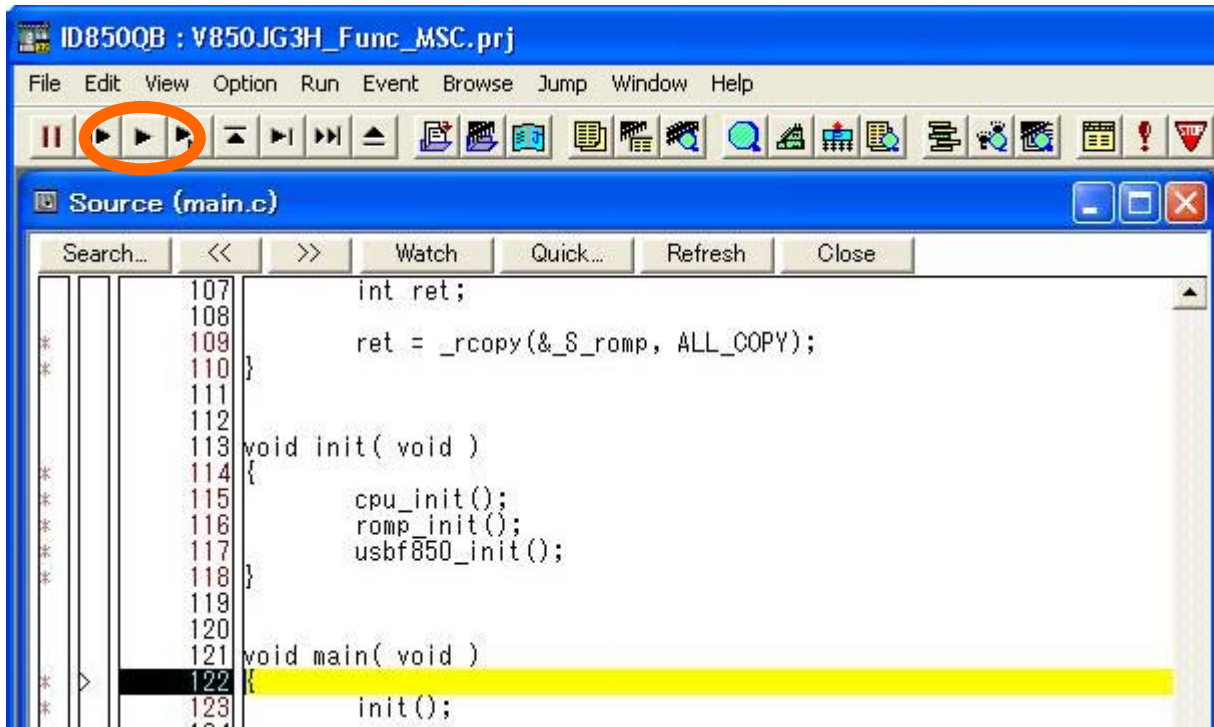 ID850QB : V850JG3H_Func_MSC.prj
File Edit View Option Run Event Browse Jump Window Help
STOP
Source (main.c)
Search... << >> Watch Quick... Refresh Close
107 int ret;
108
* 109 ret = _rcopy(&_S_romp, ALL_COPY);
* 110 }
111
112
113 void init( void )
* 114 {
* 115 cpu_init();
* 116 romp_init();
* 117 usbf850_init();
* 118 }
119
120
121 void main( void )
* > 122 {
* 123 init();